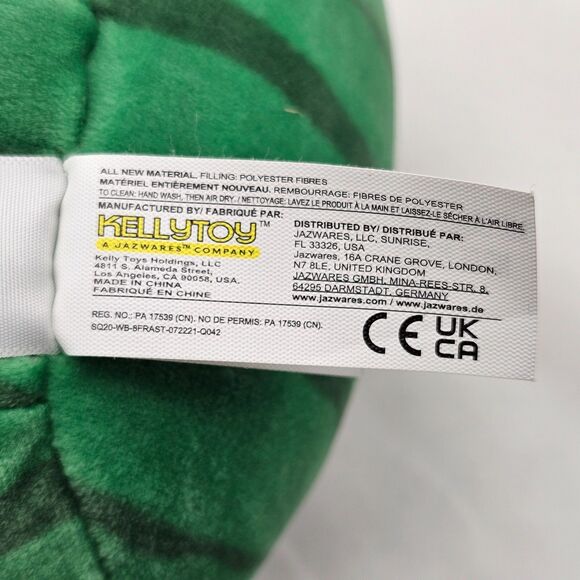 ALL NEW MATERIAL. FILLING: POLYESTER FIBRES
MATÉRIEL ENTIÈREMENT NOUVEAU. REMBOURRAGE: FIBRES DE POLYESTER
TO CLEAN: HAND WASH, THEN AIR DRY. / NETTOYAGE: LAVEZ LE PRODUIT À LA MAIN ET LAISSEZ-LE SÉCHER À L'AIR LIBRE.
MANUFACTURED BY/ FABRIQUÉ PAR:
KELLYTOY™
A JAZWARES™ COMPANY
Kelly Toys Holdings, LLC
4811 S. Alameda Street,
Los Angeles, CA 90058, USA
MADE IN CHINA
FABRIQUÉ EN CHINE
DISTRIBUTED BY/ DISTRIBUÉ PAR:
JAZWARES, LLC, SUNRISE,
FL 33326, USA
Jazwares, 16A CRANE GROVE, LONDON,
N7 8LE, UNITED KINGDOM
JAZWARES GMBH, MINA-REES-STR. 8,
64295 DARMSTADT, GERMANY
www.jazwares.com / www.jazwares.de
REG. NO.: PA 17539 (CN). NO DE PERMIS: PA 17539 (CN).
SQ20-WB-8FRAST-072221-Q042
CE
UK
CA